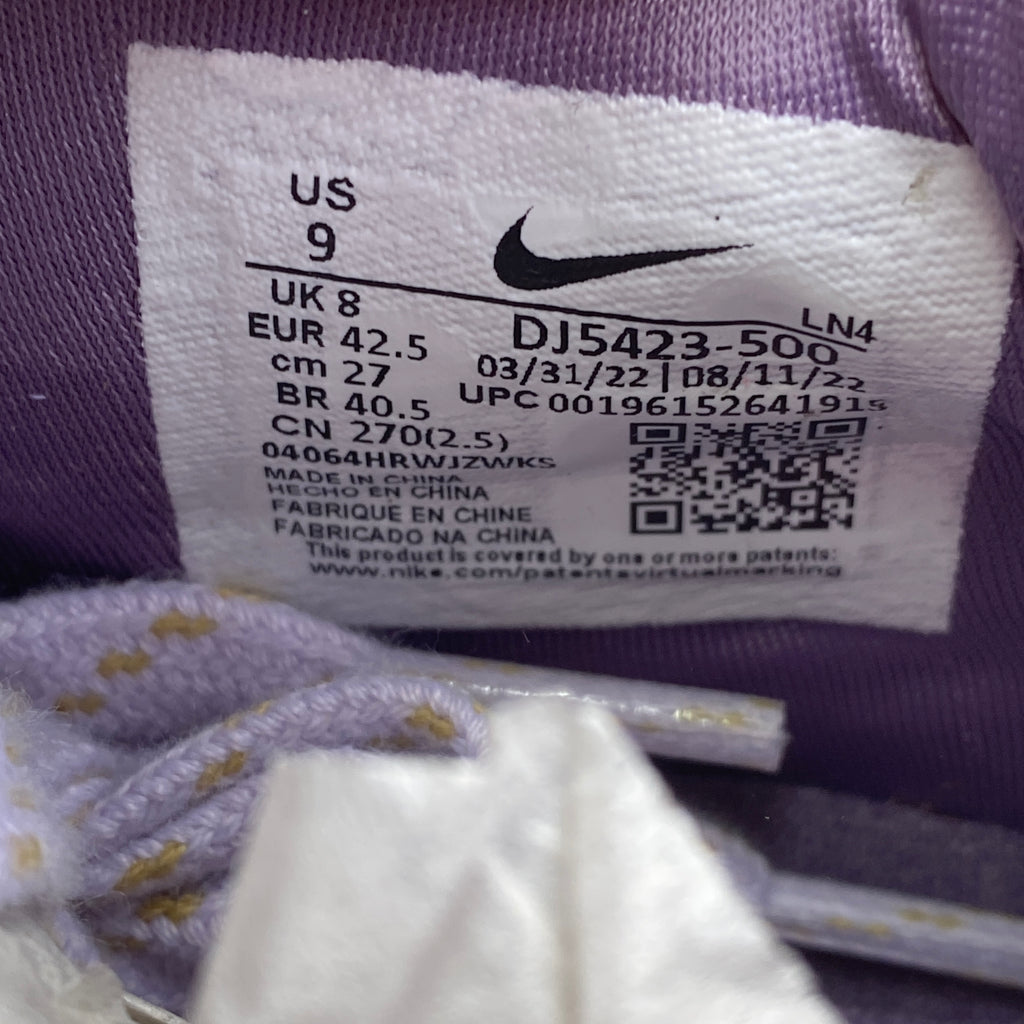 US
9
UK 8
EUR 42.5
cm 27
BR 40.5
CN 270(2.5)
04064HRWJZWKS
MADE IN CHINA
HECHO EN CHINA
FABRIQUE EN CHINE
FABRICADO NA CHINA
LN4
DJ5423-500
03/31/22 | 08/11/22
UPC 00196152641915
This product is covered by one or more patents:
www.nike.com/patentsvirtualmarking